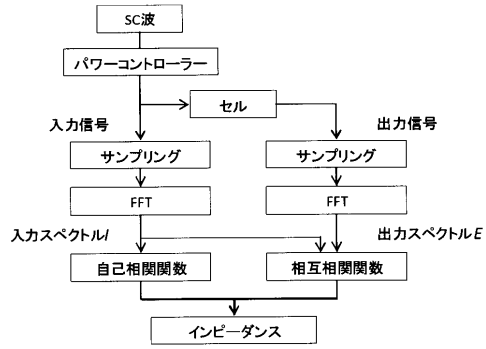 SC波
パワーコントローラー
セル
入力信号
出力信号
サンプリング
サンプリング
FFT
FFT
入力スペクトルI
出力スペクトルE
自己相関関数
相互相関関数
インピーダンス